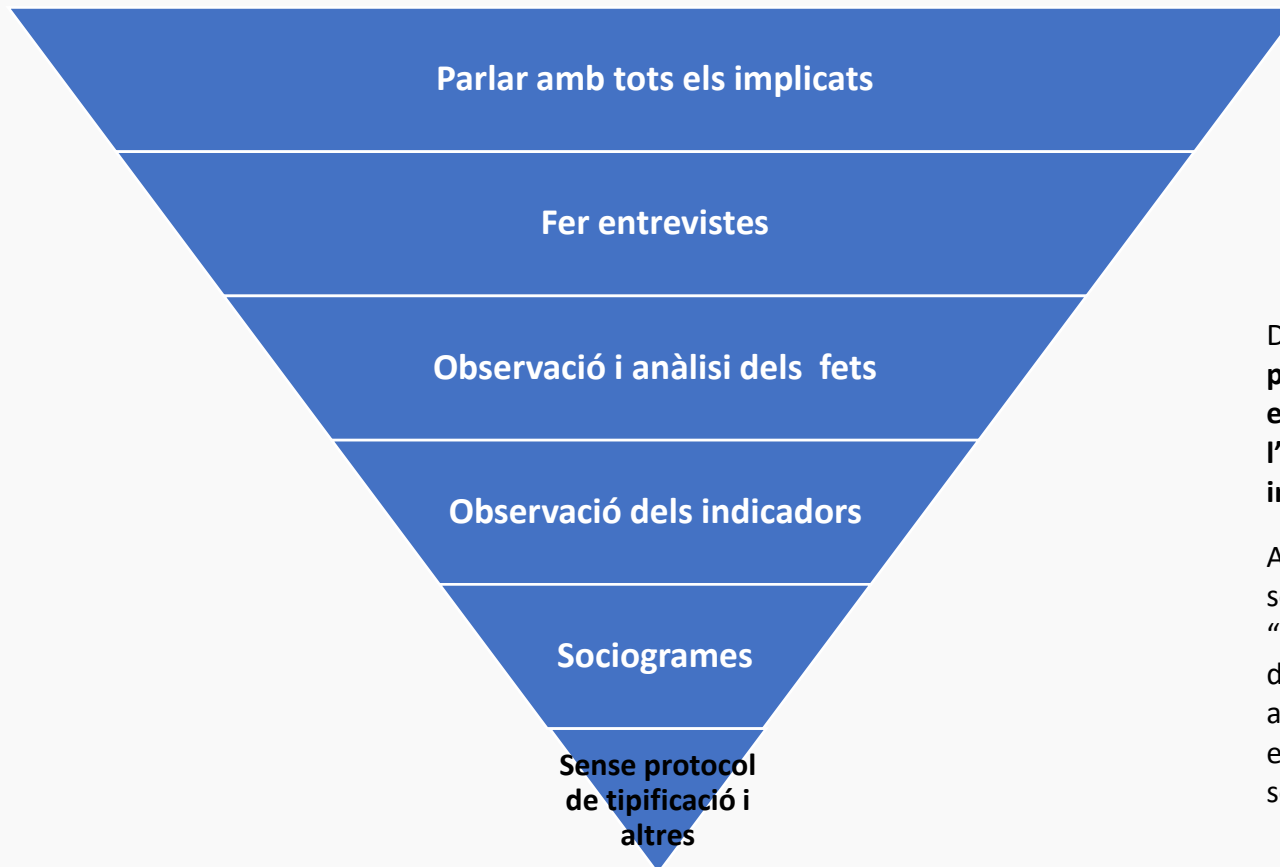 Parlar amb tots els implicats
Fer entrevistes
Observació i anàlisi dels  fets
Observació dels indicadors
Sociogrames
Sense protocol
de tipificació i
altres